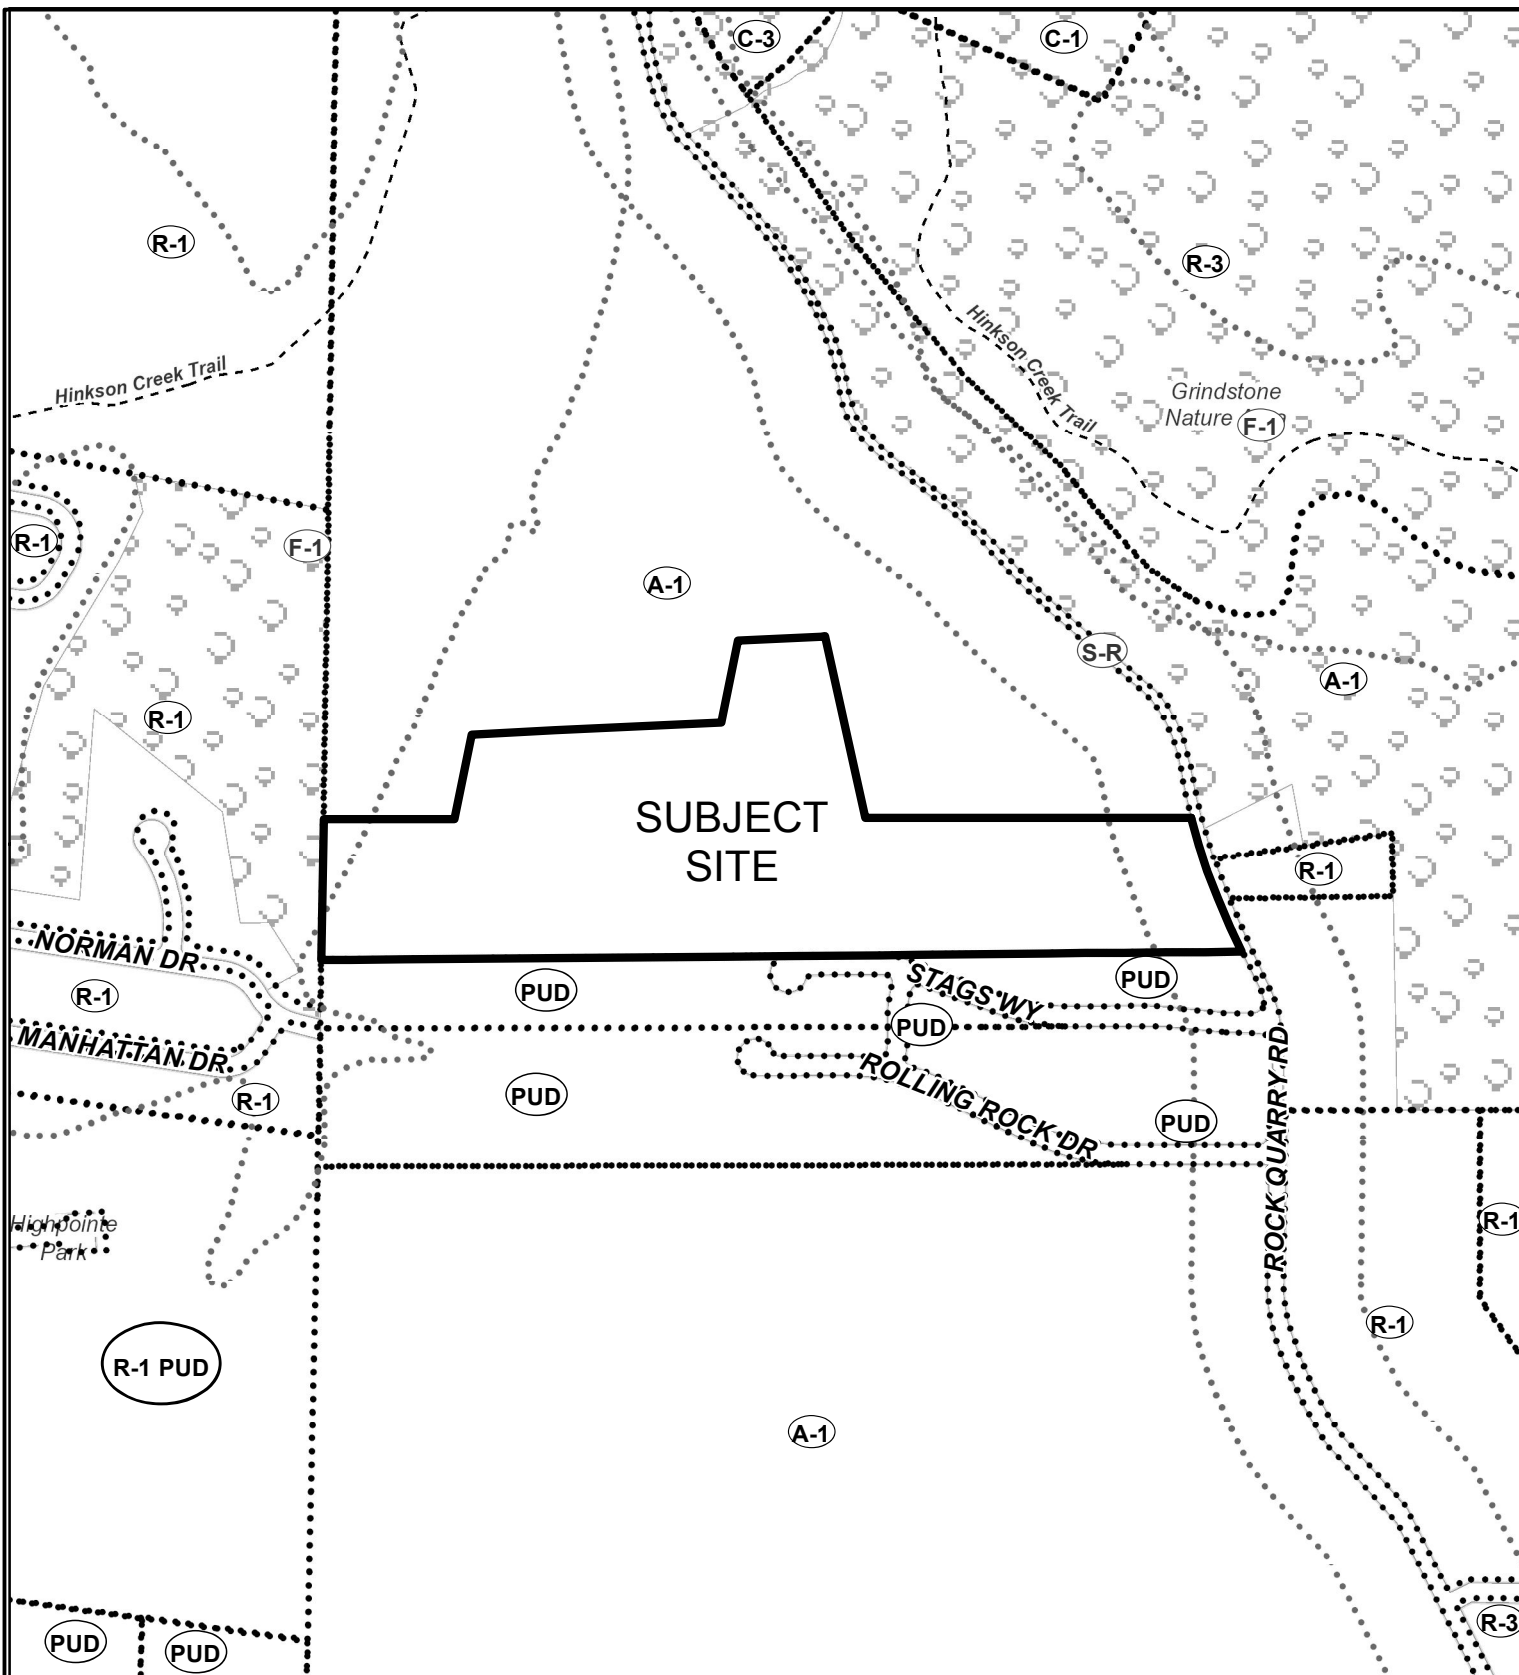 C-3
C-1
R-1
R-3
Hinkson Creek Trail
Hinkson Creek Trail
Grindstone
Nature
F-1
R-1
F-1
A-1
S-R
A-1
R-1
SUBJECT
SITE
R-1
NORMAN DR
R-1
MANHATTAN DR
R-1
PUD
STAGS WY
PUD
PUD
PUD
ROLLING ROCK DR
PUD
ROCK QUARRY RD
Highpointe
Park
R-1
R-1
R-1 PUD
A-1
PUD
PUD
R-3